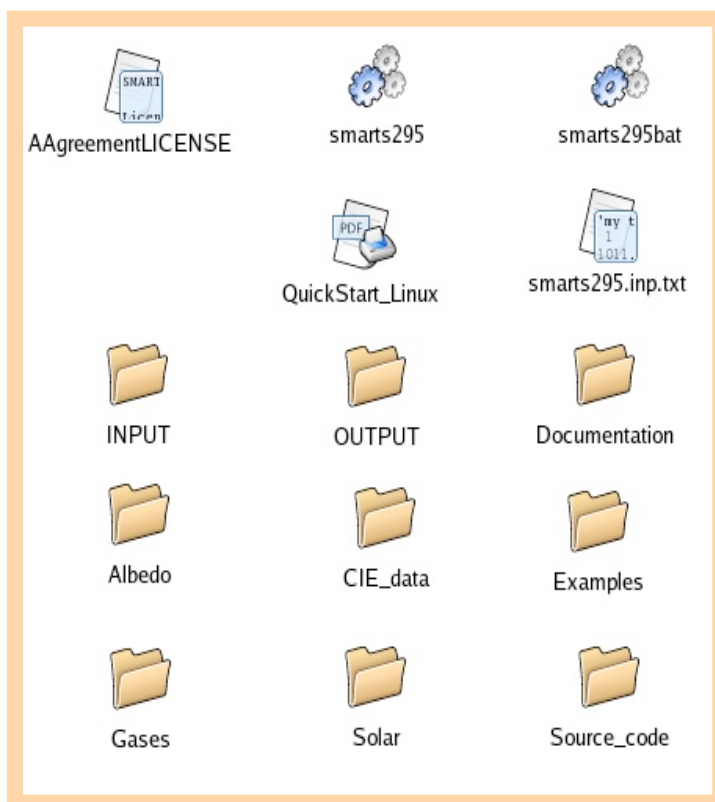 SMART
Licen
AAgreementLICENSE
smarts295
smarts295bat
PDF
QuickStart_Linux
'my t
1
1011.
smarts295.inp.txt
INPUT
OUTPUT
Documentation
Albedo
CIE_data
Examples
Gases
Solar
Source_code